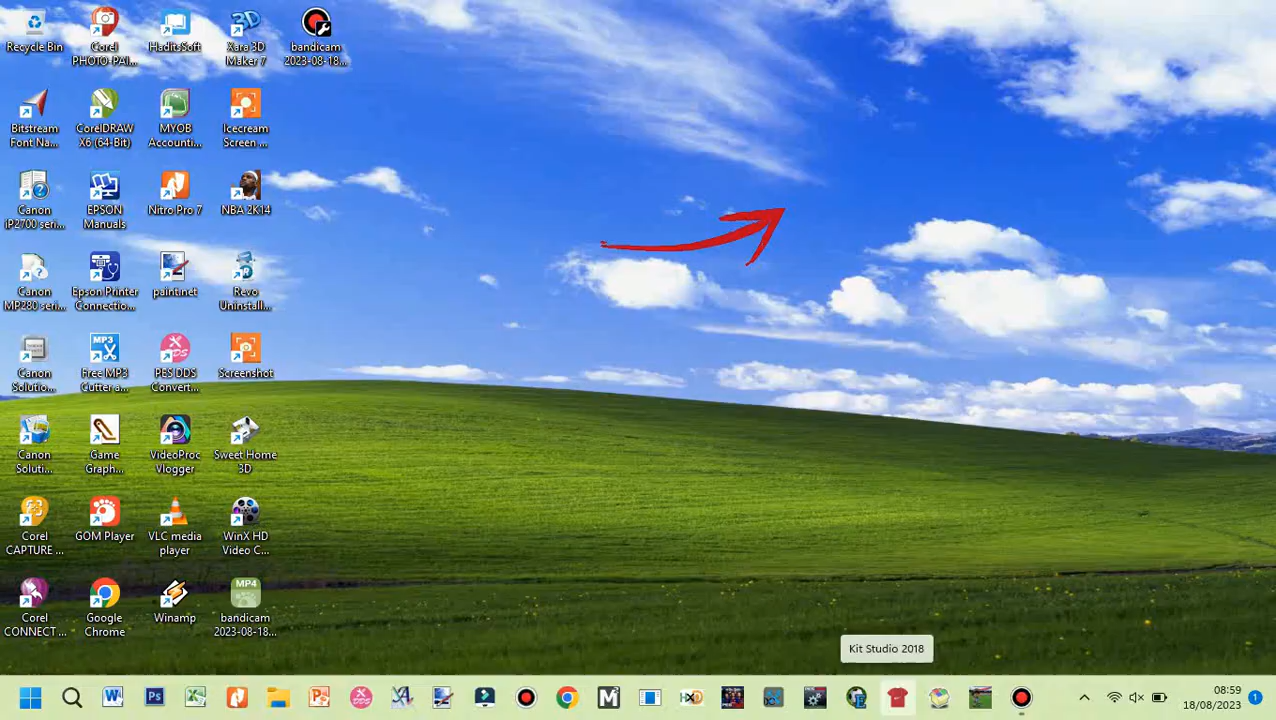 Recycle Bin
Corel
PHOTO-PAI...
HaditsSoft
Xara 3D
Maker 7
bandicam
2023-08-18...
Bitstream
Font Na...
CorelDRAW
X6 (64-Bit)
MYOB
Accounti...
Icecream
Screen ...
Canon
iP2700 seri...
EPSON
Manuals
Nitro Pro 7
NBA 2K14
Canon
MP280 seri...
Epson Printer
Connectio...
paintnet
Revo
Uninstall...
Canon
Solutio...
MP3
Free MP3
Cutter a...
DDS
PES DDS
Convert...
Screenshot
Canon
Soluti...
Game
Graph...
VideoProc
Vlogger
Sweet Home
3D
Corel
CAPTURE ...
GOM Player
VLC media
player
WinX HD
Video C...
Corel
CONNECT ...
Google
Chrome
Winamp
MP4
bandicam
2023-08-18...
Kit Studio 2018
08:59
18/08/2023
1